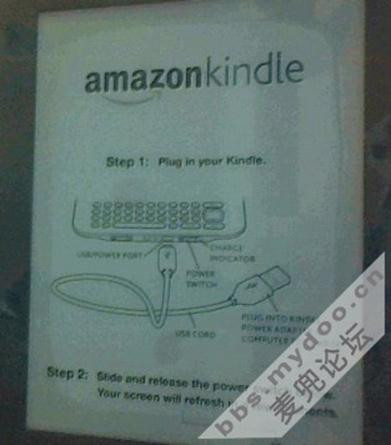 amazonkindle
Step 1: Plug in your Kindle.
USB/POWER PORT
CHARGE
INDICATOR
POWER
SWITCH
PLUG INTO
POWER
COMPUTER
USB CORD
Step 2: Slide and release the power
Your screen will refresh
bbs.mydoo.cn
麦兜论坛